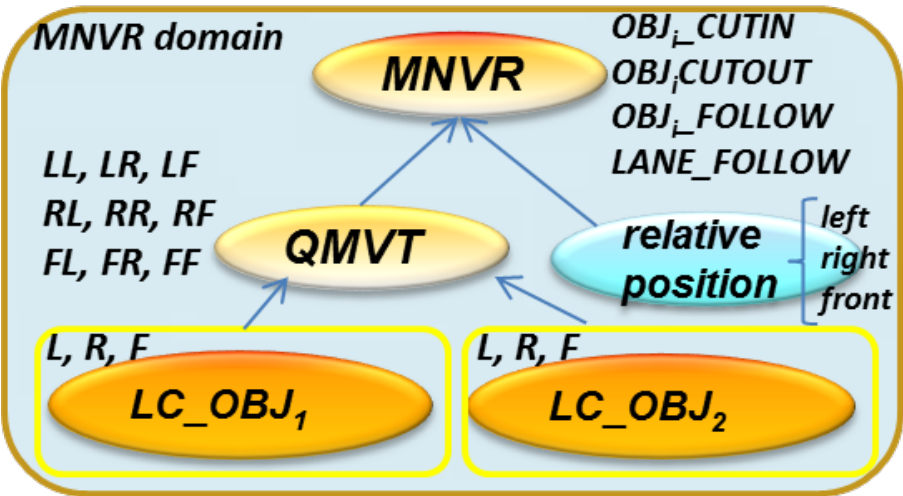 MNVR domain
MNVR
OBJi_CUTIN
OBJiCUTOUT
OBJi_FOLLOW
LANE_FOLLOW
LL, LR, LF
RL, RR, RF
FL, FR, FF
QMVT
relative
position
left
right
front
L, R, F
LC_OBJ1
L, R, F
LC_OBJ2